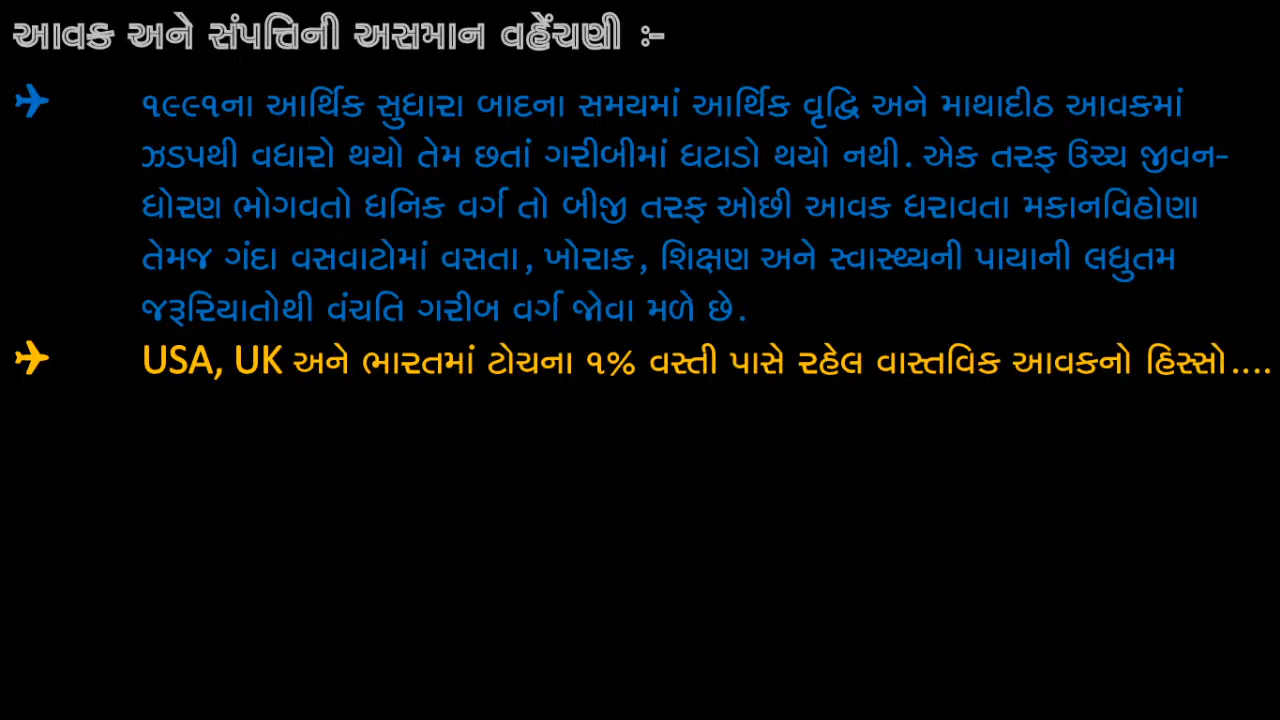 આવક અને સંપત્તિની અસમાન વહેંચણી :-
૧૯૯૧ના આર્થિક સુધારા બાદના સમયમાં આર્થિક વૃદ્ધિ અને માથાદીઠ આવકમાં
ઝડપથી વધારો થયો તેમ છતાં ગરીબીમાં ઘટાડો થયો નથી. એક તરફ ઉચ્ચ જીવન-
ધોરણ ભોગવતો ધનિક વર્ગ તો બીજી તરફ ઓછી આવક ધરાવતા મકાનવિહોણા
તેમજ ગંદા વસવાટોમાં વસતા, ખોરાક, શિક્ષણ અને સ્વાસ્થ્યની પાયાની લઘુતમ
જરૂરિયાતોથી વંચતિ ગરીબ વર્ગ જોવા મળે છે.
USA, UK અને ભારતમાં ટોચના ૧% વસ્તી પાસે રહેલ વાસ્તવિક આવકનો હિસ્સો....